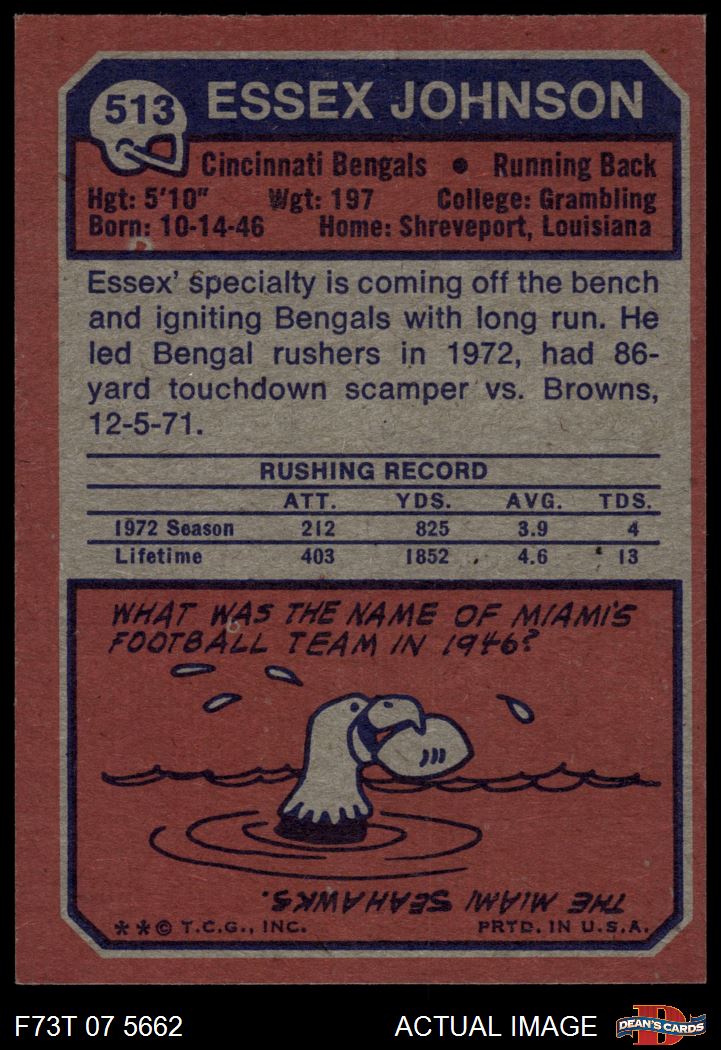 513
ESSEX JOHNSON
Cincinnati Bengals • Running Back
Hgt: 5'10" Wgt: 197 College: Grambling
Born: 10-14-46 Home: Shreveport, Louisiana
Essex' specialty is coming off the bench
and igniting Bengals with long run. He
led Bengal rushers in 1972, had 86-
yard touchdown scamper vs. Browns,
12-5-71.
RUSHING RECORD
ATT. YDS. AVG. TDS.
1972 Season 212 825 3.9 4
Lifetime 403 1852 4.6 13
WHAT WAS THE NAME OF MIAMI'S
FOOTBALL TEAM IN 1946?
THE MIAMI SEAHAWKS.
** © T.C.G., INC. PRTD. IN U.S.A.
F73T 07 5662 ACTUAL IMAGE
D
DEAN'S CARDS